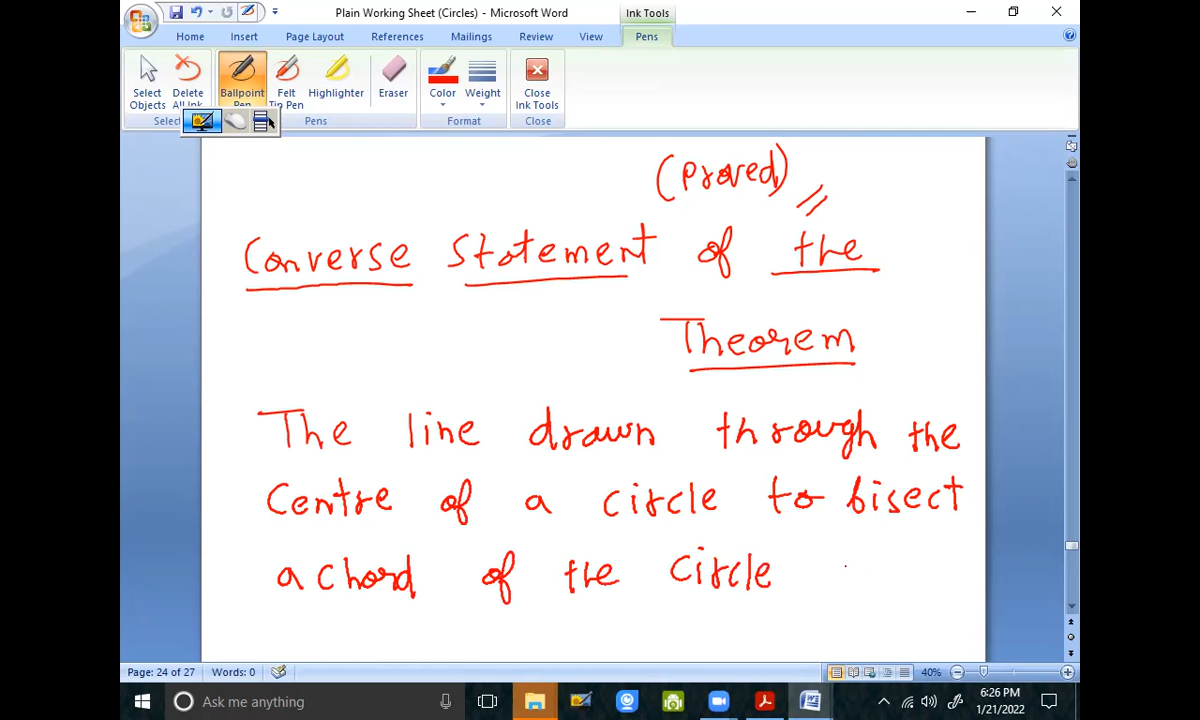 Plain Working Sheet (Circles) - Microsoft Word
Ink Tools
Home Insert Page Layout References Mailings Review View Pens
Select Objects
Delete All Ink
Ballpoint Pen
Felt Tip Pen
Highlighter
Eraser
Color
Weight
Close Ink Tools
Select
Pens
Format
Close
(Proved)
Converse Statement of the
Theorem
The line drawn through the
Centre of a circle to bisect
a chord of the circle
Page: 24 of 27 Words: 0
40%
Ask me anything
6:26 PM
1/21/2022